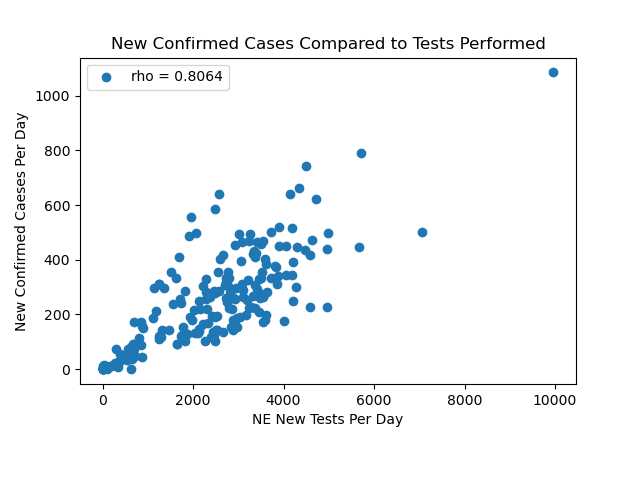 New Confirmed Cases Compared to Tests Performed
rho = 0.8064
New Confirmed Caeses Per Day
1000
800
600
400
200
0
0 2000 4000 6000 8000 10000
NE New Tests Per Day